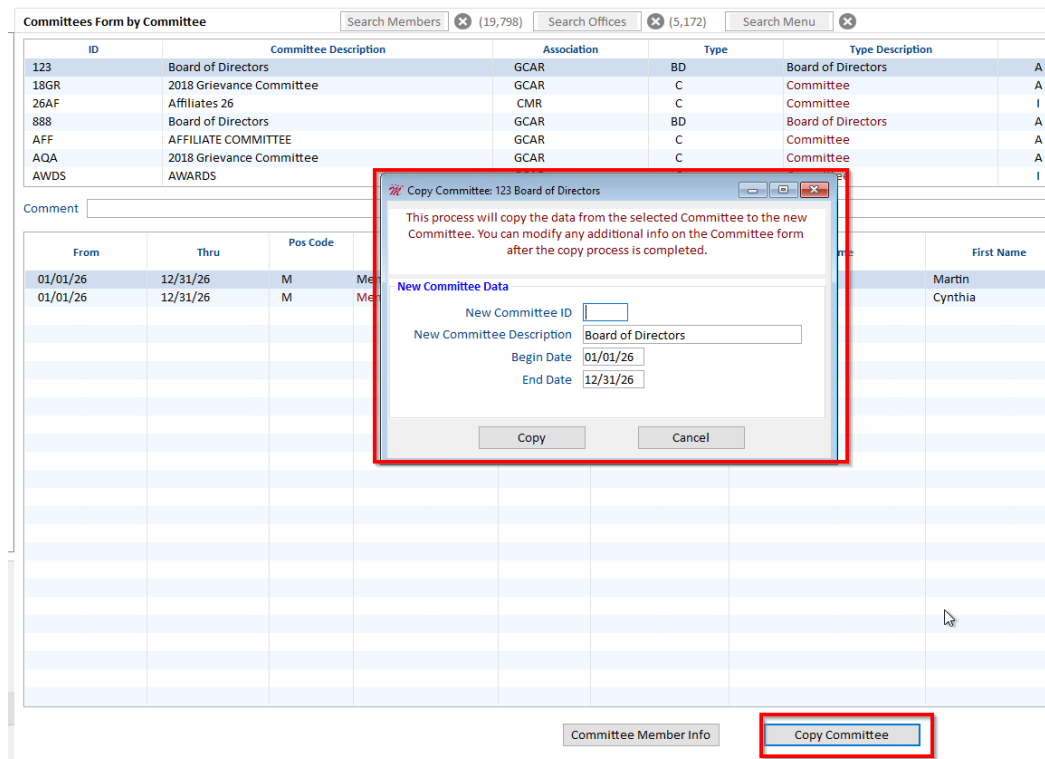 Committees Form by Committee Search Members (19,798) Search Offices (5,172) Search Menu
ID Committee Description Association Type Type Description
123 Board of Directors GCAR BD Board of Directors A
18GR 2018 Grievance Committee GCAR C Committee A
26AF Affiliates 26 CMR C Committee I
888 Board of Directors GCAR BD Board of Directors A
AFF AFFILIATE COMMITTEE GCAR C Committee A
AQA 2018 Grievance Committee GCAR C Committee A
AWDS AWARDS I
Copy Committee: 123 Board of Directors
Comment
This process will copy the data from the selected Committee to the new
Committee. You can modify any additional info on the Committee form
after the copy process is completed.
From Thru Pos Code First Name
01/01/26 12/31/26 M Martin
01/01/26 12/31/26 M Cynthia
New Committee Data
New Committee ID
New Committee Description Board of Directors
Begin Date 01/01/26
End Date 12/31/26
Copy Cancel
Committee Member Info Copy Committee